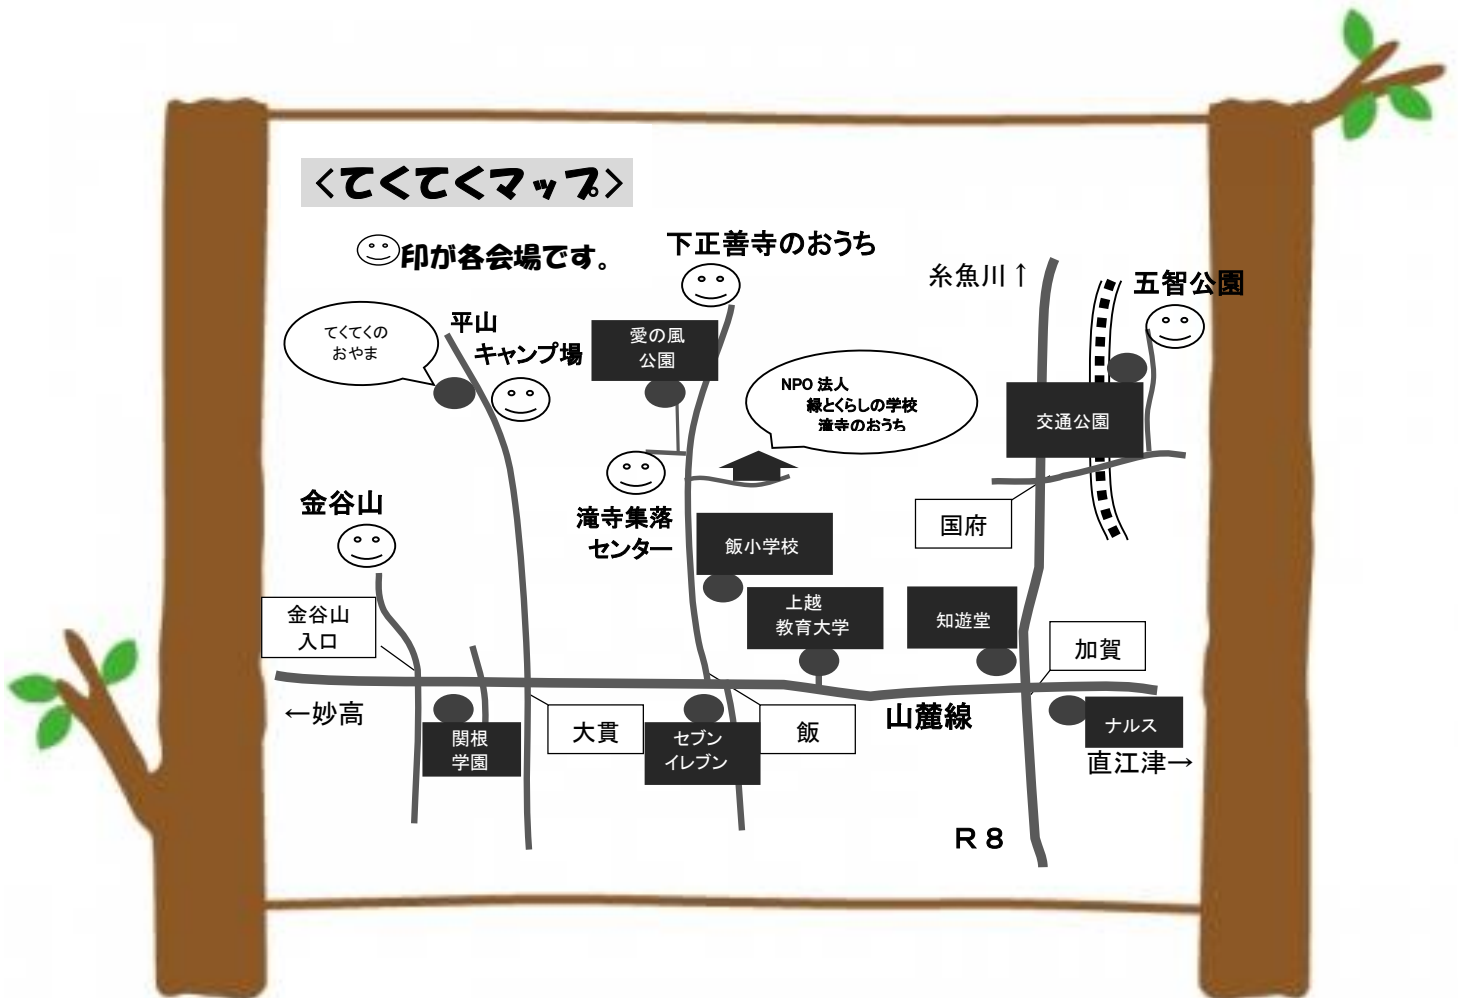 <てくてくマップ>
印が各会場です。
下正善寺のおうち
糸魚川↑
五智公園
てくてくの
おやま
平山
キャンプ場
愛の風
公園
NPO 法人
緑とくらしの学校
滝寺のおうち
交通公園
金谷山
滝寺集落
センター
国府
飯小学校
金谷山
入口
上越
教育大学
知遊堂
加賀
←妙高
関根
学園
大貫
セブン
イレブン
飯
山麓線
ナルス
直江津→
R8